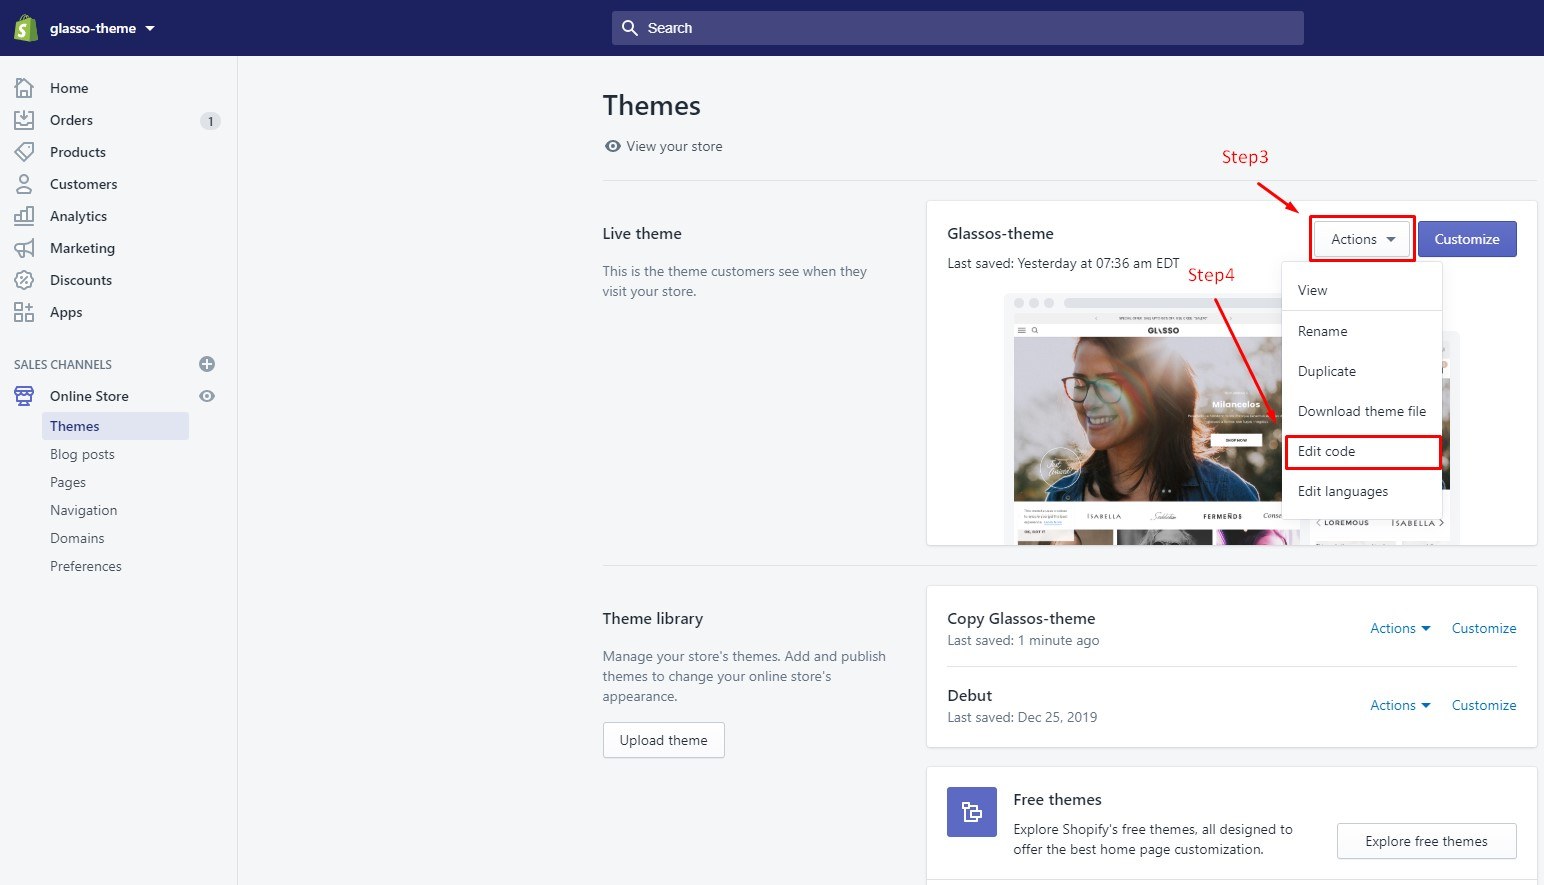 glasso-theme
Search
Home
Orders 1
Products
Customers
Analytics
Marketing
Discounts
Apps
SALES CHANNELS
Online Store
Themes
Blog posts
Pages
Navigation
Domains
Preferences
Themes
View your store
Step3
Live theme
This is the theme customers see when they
visit your store.
Glassos-theme
Last saved: Yesterday at 07:36 am EDT
Actions
Customize
Step4
View
Rename
Duplicate
Download theme file
Edit code
Edit languages
GLASSO
Milancelos
SHOP NOW
ISABELLA
FERMEÑDS
LOREMOUS
ISABELLA
Theme library
Manage your store's themes. Add and publish
themes to change your online store's
appearance.
Upload theme
Copy Glassos-theme
Last saved: 1 minute ago
Actions Customize
Debut
Last saved: Dec 25, 2019
Actions Customize
Free themes
Explore Shopify's free themes, all designed to
offer the best home page customization.
Explore free themes